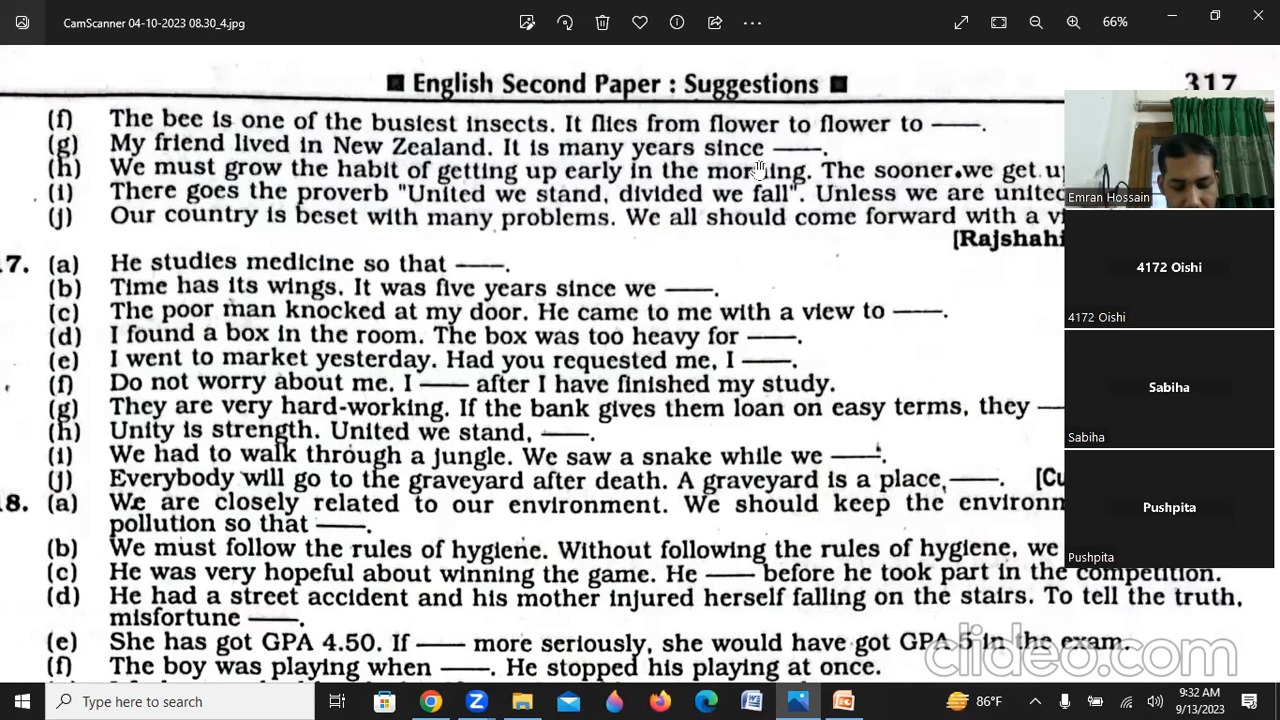 CamScanner 04-10-2023 08.30_4.jpg
66%
■ English Second Paper : Suggestions ■
317
(f) The bee is one of the busiest insects. It flies from flower to flower to ——.
(g) My friend lived in New Zealand. It is many years since ——.
(h) We must grow the habit of getting up early in the morning. The sooner we get up
(i) There goes the proverb "United we stand, divided we fall". Unless we are united
(j) Our country is beset with many problems. We all should come forward with a
[Rajshahi
7. (a) He studies medicine so that ——.
(b) Time has its wings. It was five years since we ——.
(c) The poor man knocked at my door. He came to me with a view to ——.
(d) I found a box in the room. The box was too heavy for ——.
(e) I went to market yesterday. Had you requested me, I ——.
(f) Do not worry about me. I —— after I have finished my study.
(g) They are very hard-working. If the bank gives them loan on easy terms, they —
(h) Unity is strength. United we stand, ——.
(i) We had to walk through a jungle. We saw a snake while we ——.
(j) Everybody will go to the graveyard after death. A graveyard is a place, ——.
8. (a) We are closely related to our environment. We should keep the
pollution so that ——.
(b) We must follow the rules of hygiene. Without following the rules of hygiene, we
(c) He was very hopeful about winning the game. He —— before he took part in the competition.
(d) He had a street accident and his mother injured herself falling on the stairs. To tell the truth,
misfortune ——.
(e) She has got GPA 4.50. If —— more seriously, she would have got GPA 5 in the exam.
(f) The boy was playing when ——. He stopped his playing at once.
Emran Hossain
4172 Oishi
4172 Oishi
Sabiha
Sabiha
Pushpita
Pushpita
clideo.com
Type here to search
86°F
9:32 AM
9/13/2023